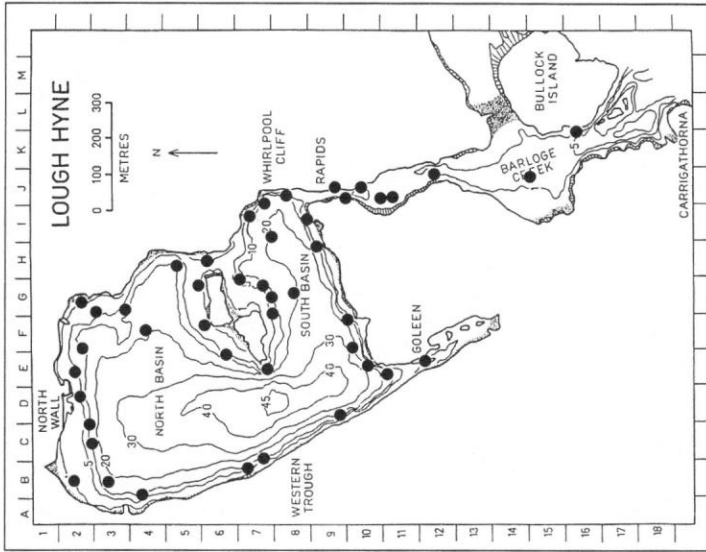 LOUGH HYNE
0 100 200 300
METRES
N
A B C D E F G H I J K L M
1 2 3 4 5 6 7 8 9 10 11 12 13 14 15 16 17 18
NORTH
WALL
NORTH BASIN
WESTERN
TROUGH
SOUTH BASIN
WHIRLPOOL
CLIFF
RAPIDS
GOLEEN
BARLOGE
CREEK
BULLOCK
ISLAND
CARRIGATHORNA
5
20
30
40
45
30
40
10
20
5